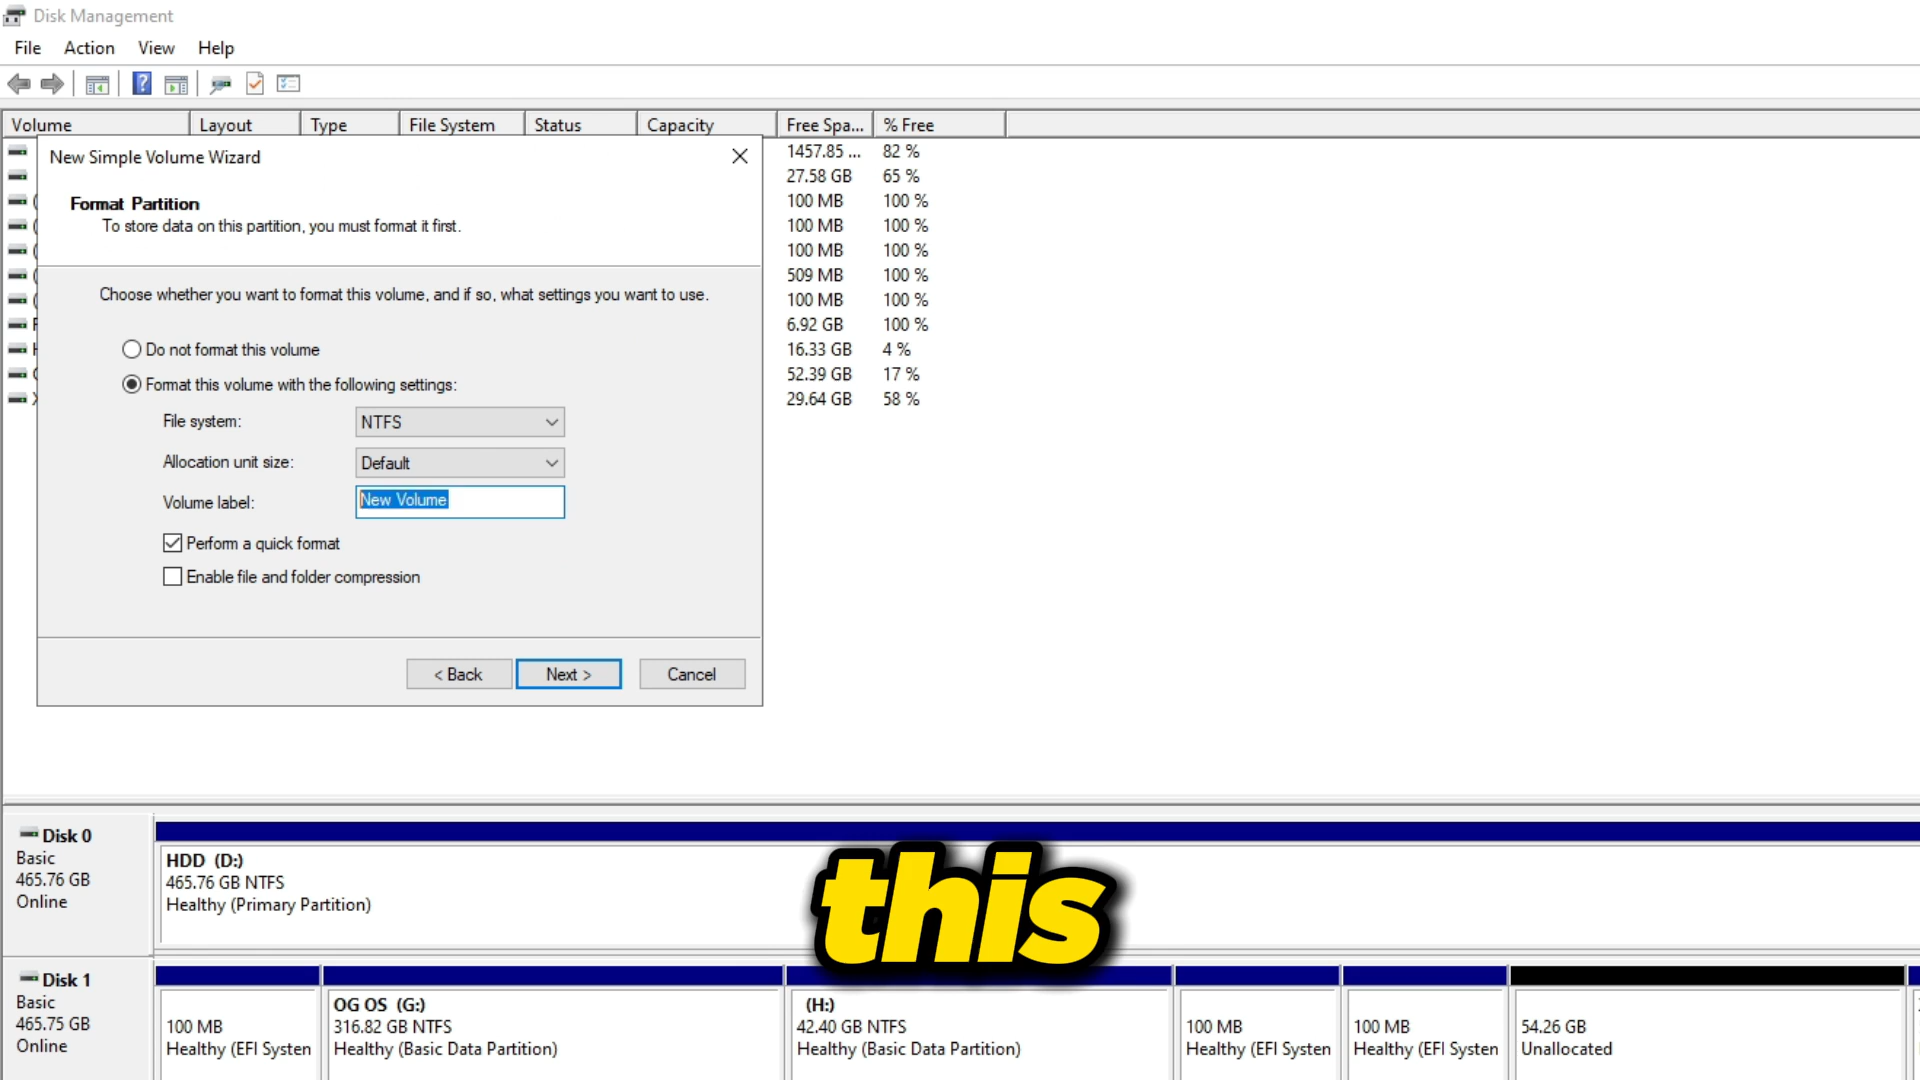 Disk Management
File Action View Help
Volume Layout Type File System Status Capacity Free Spa... % Free
1457.85 ... 82 %
27.58 GB 65 %
100 MB 100 %
100 MB 100 %
100 MB 100 %
509 MB 100 %
100 MB 100 %
6.92 GB 100 %
16.33 GB 4 %
52.39 GB 17 %
29.64 GB 58 %
New Simple Volume Wizard
Format Partition
To store data on this partition, you must format it first.
Choose whether you want to format this volume, and if so, what settings you want to use.
Do not format this volume
Format this volume with the following settings:
File system: NTFS
Allocation unit size: Default
Volume label: New Volume
Perform a quick format
Enable file and folder compression
< Back Next > Cancel
Disk 0
Basic
465.76 GB
Online
HDD (D:)
465.76 GB NTFS
Healthy (Primary Partition)
this
Disk 1
Basic
465.75 GB
Online
100 MB
Healthy (EFI Systen
OG OS (G:)
316.82 GB NTFS
Healthy (Basic Data Partition)
(H:)
42.40 GB NTFS
Healthy (Basic Data Partition)
100 MB
Healthy (EFI Systen
100 MB
Healthy (EFI Systen
54.26 GB
Unallocated